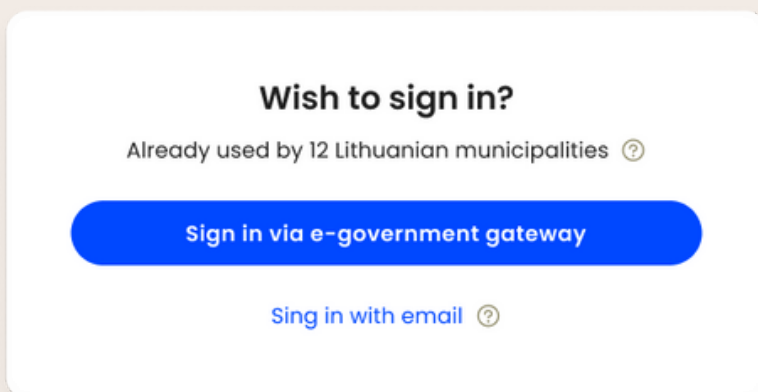 Wish to sign in?
Already used by 12 Lithuanian municipalities ?
Sign in via e-government gateway
Sing in with email ?